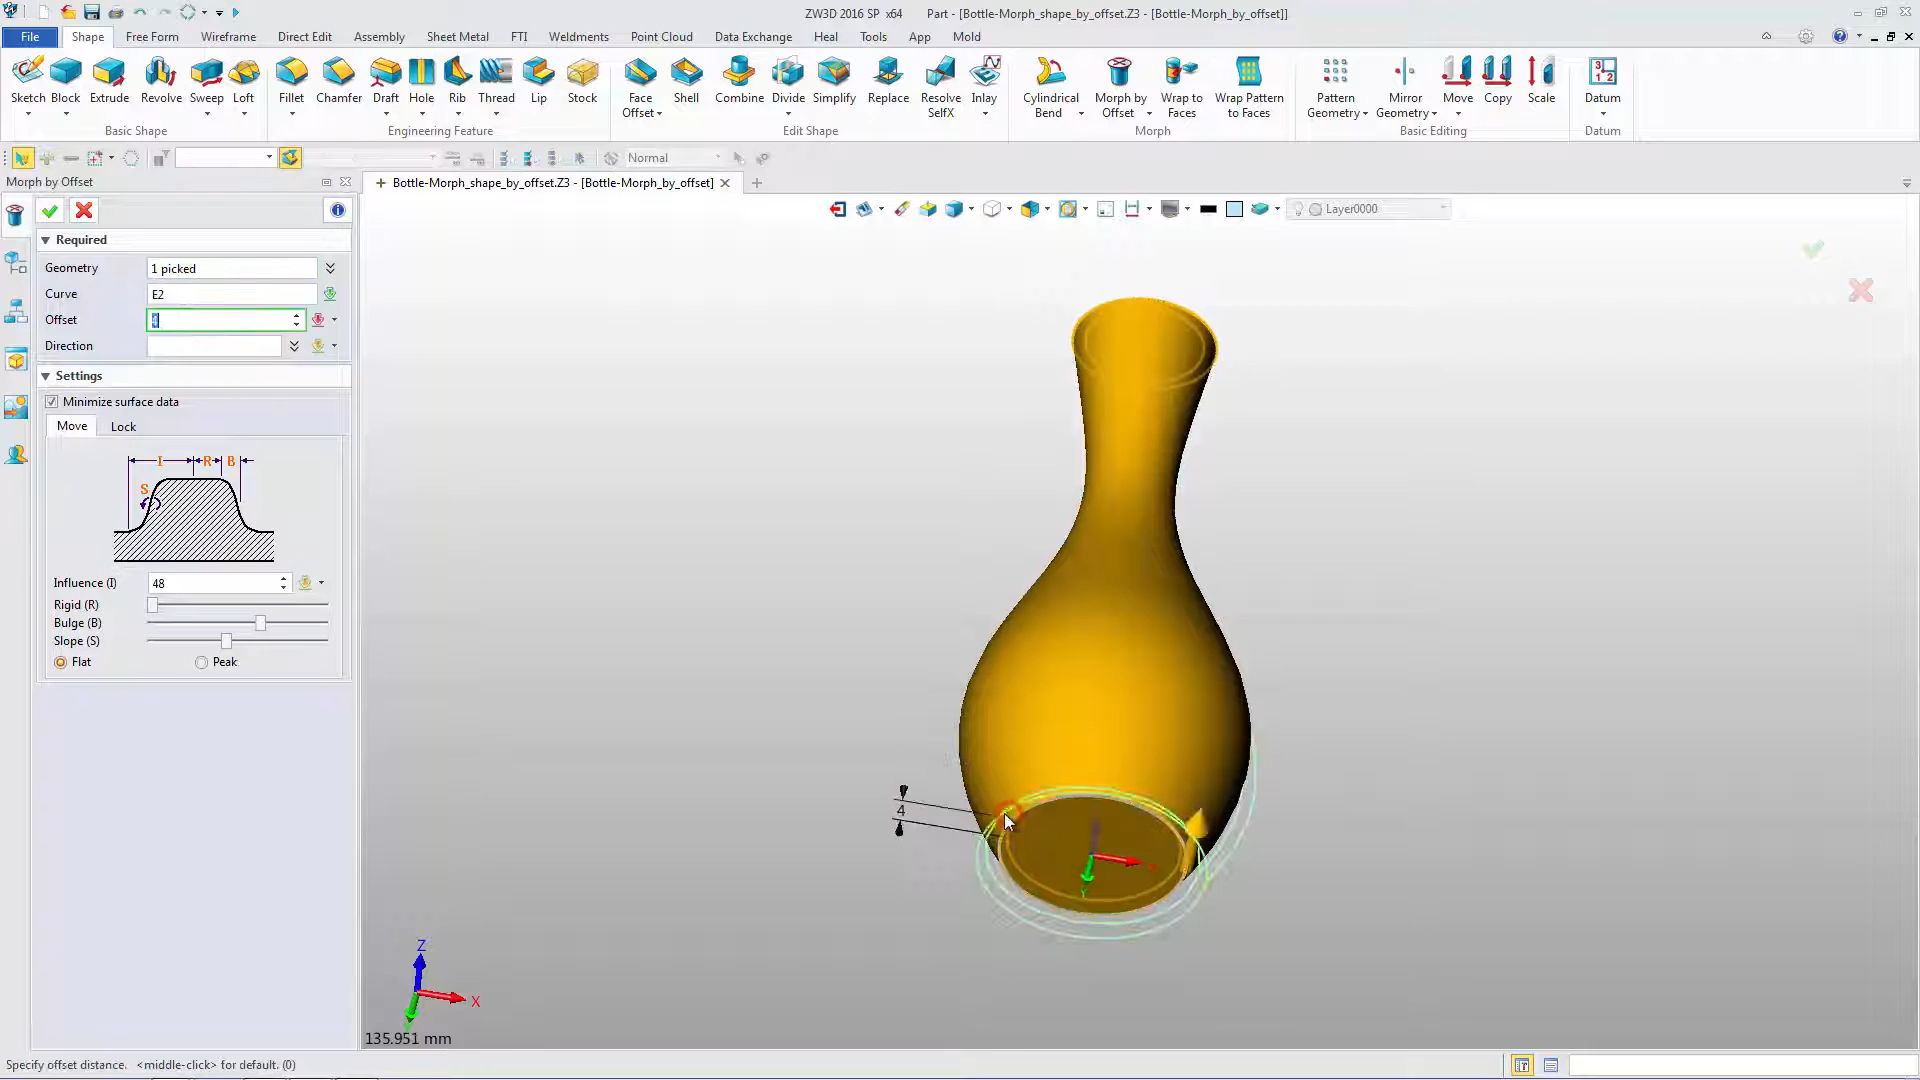 ZW3D 2016 SP x64 Part - [Bottle-Morph_shape_by_offset.Z3 - [Bottle-Morph_by_offset]]
File Shape Free Form Wireframe Direct Edit Assembly Sheet Metal FTI Weldments Point Cloud Data Exchange Heal Tools App Mold
Sketch Block Extrude Revolve Sweep Loft Fillet Chamfer Draft Hole Rib Thread Lip Stock Face Offset Shell Combine Divide Simplify Replace Resolve SelfX Inlay Cylindrical Bend Morph by Offset Wrap to Faces Wrap Pattern to Faces Pattern Geometry Mirror Geometry Move Copy Scale Datum
Basic Shape Engineering Feature Edit Shape Morph Basic Editing Datum
Normal
Morph by Offset
Bottle-Morph_shape_by_offset.Z3 - [Bottle-Morph_by_offset]
Layer0000
Required
Geometry 1 picked
Curve E2
Offset
Direction
Settings
Minimize surface data
Move Lock
I R B
S
Influence (I) 48
Rigid (R)
Bulge (B)
Slope (S)
Flat Peak
4
Z
X
135.951 mm
Specify offset distance. <middle-click> for default. (0)